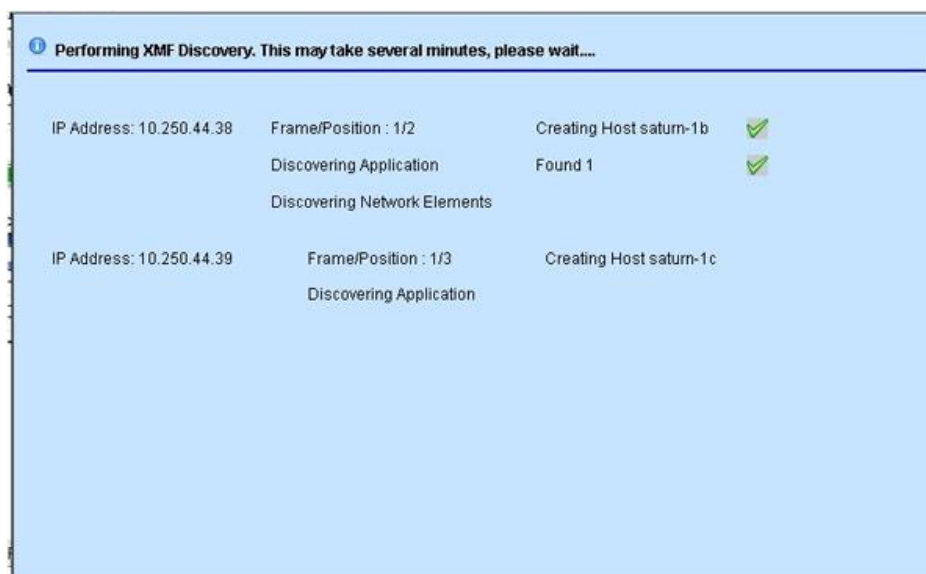 Performing XMF Discovery. This may take several minutes, please wait....
IP Address: 10.250.44.38 Frame/Position : 1/2 Creating Host saturn-1b
Discovering Application Found 1
Discovering Network Elements
IP Address: 10.250.44.39 Frame/Position : 1/3 Creating Host saturn-1c
Discovering Application